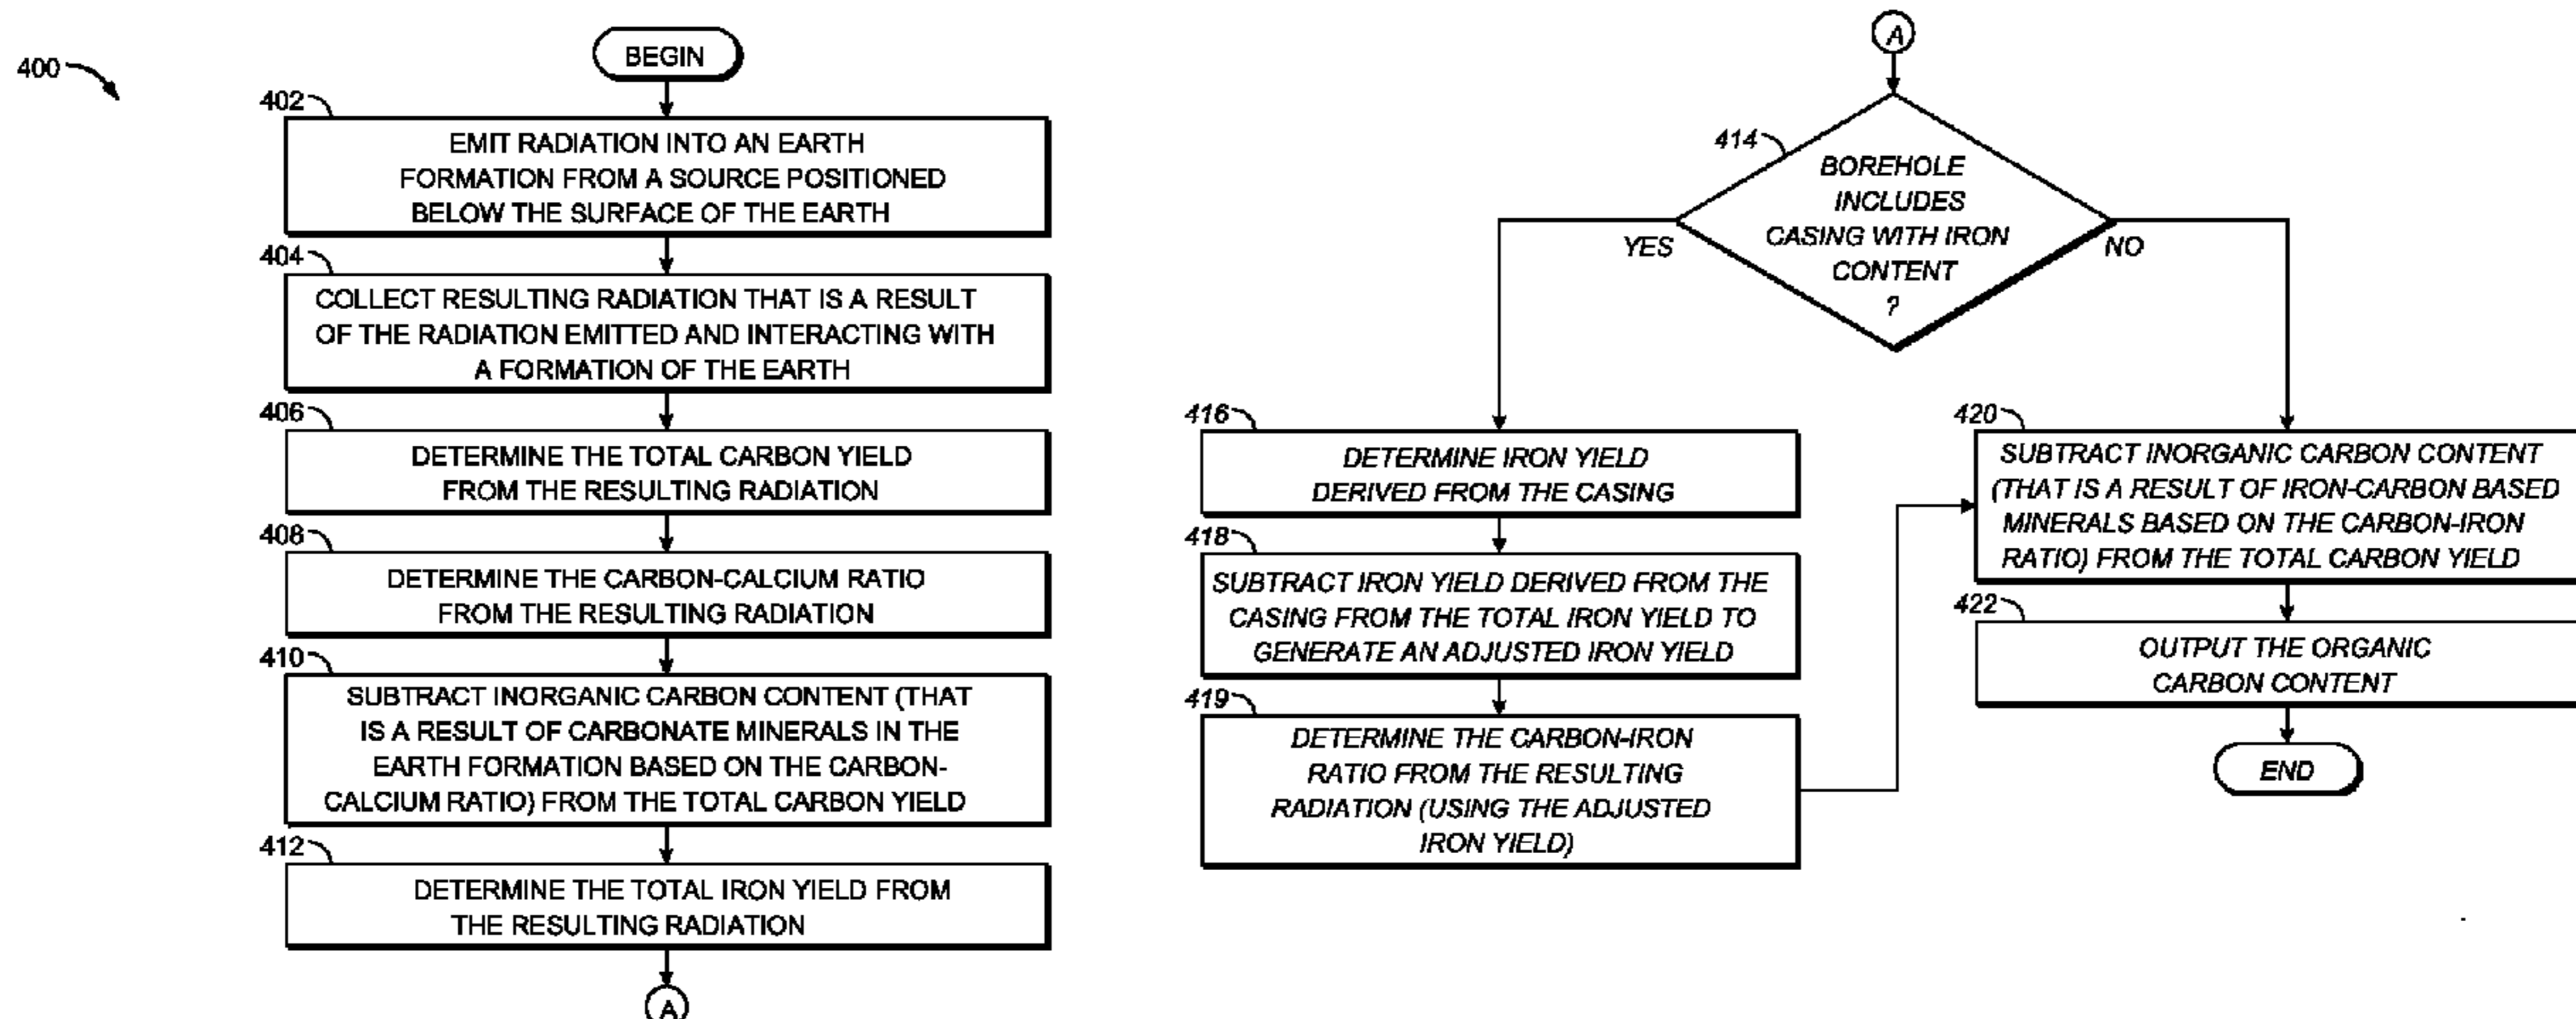 400
BEGIN
402
EMIT RADIATION INTO AN EARTH
FORMATION FROM A SOURCE POSITIONED
BELOW THE SURFACE OF THE EARTH
404
COLLECT RESULTING RADIATION THAT IS A RESULT
OF THE RADIATION EMITTED AND INTERACTING WITH
A FORMATION OF THE EARTH
406
DETERMINE THE TOTAL CARBON YIELD
FROM THE RESULTING RADIATION
408
DETERMINE THE CARBON-CALCIUM RATIO
FROM THE RESULTING RADIATION
410
SUBTRACT INORGANIC CARBON CONTENT (THAT
IS A RESULT OF CARBONATE MINERALS IN THE
EARTH FORMATION BASED ON THE CARBON-
CALCIUM RATIO) FROM THE TOTAL CARBON YIELD
412
DETERMINE THE TOTAL IRON YIELD FROM
THE RESULTING RADIATION
A
A
414
BOREHOLE
INCLUDES
CASING WITH IRON
CONTENT
?
YES
NO
416
DETERMINE IRON YIELD
DERIVED FROM THE CASING
418
SUBTRACT IRON YIELD DERIVED FROM THE
CASING FROM THE TOTAL IRON YIELD TO
GENERATE AN ADJUSTED IRON YIELD
419
DETERMINE THE CARBON-IRON
RATIO FROM THE RESULTING
RADIATION (USING THE ADJUSTED
IRON YIELD)
420
SUBTRACT INORGANIC CARBON CONTENT
(THAT IS A RESULT OF IRON-CARBON BASED
MINERALS BASED ON THE CARBON-IRON
RATIO) FROM THE TOTAL CARBON YIELD
422
OUTPUT THE ORGANIC
CARBON CONTENT
END